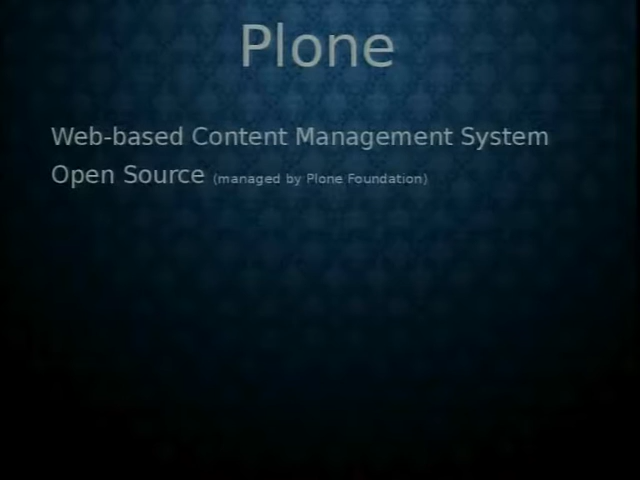 Plone
Web-based Content Management System
Open Source (managed by Plone Foundation)